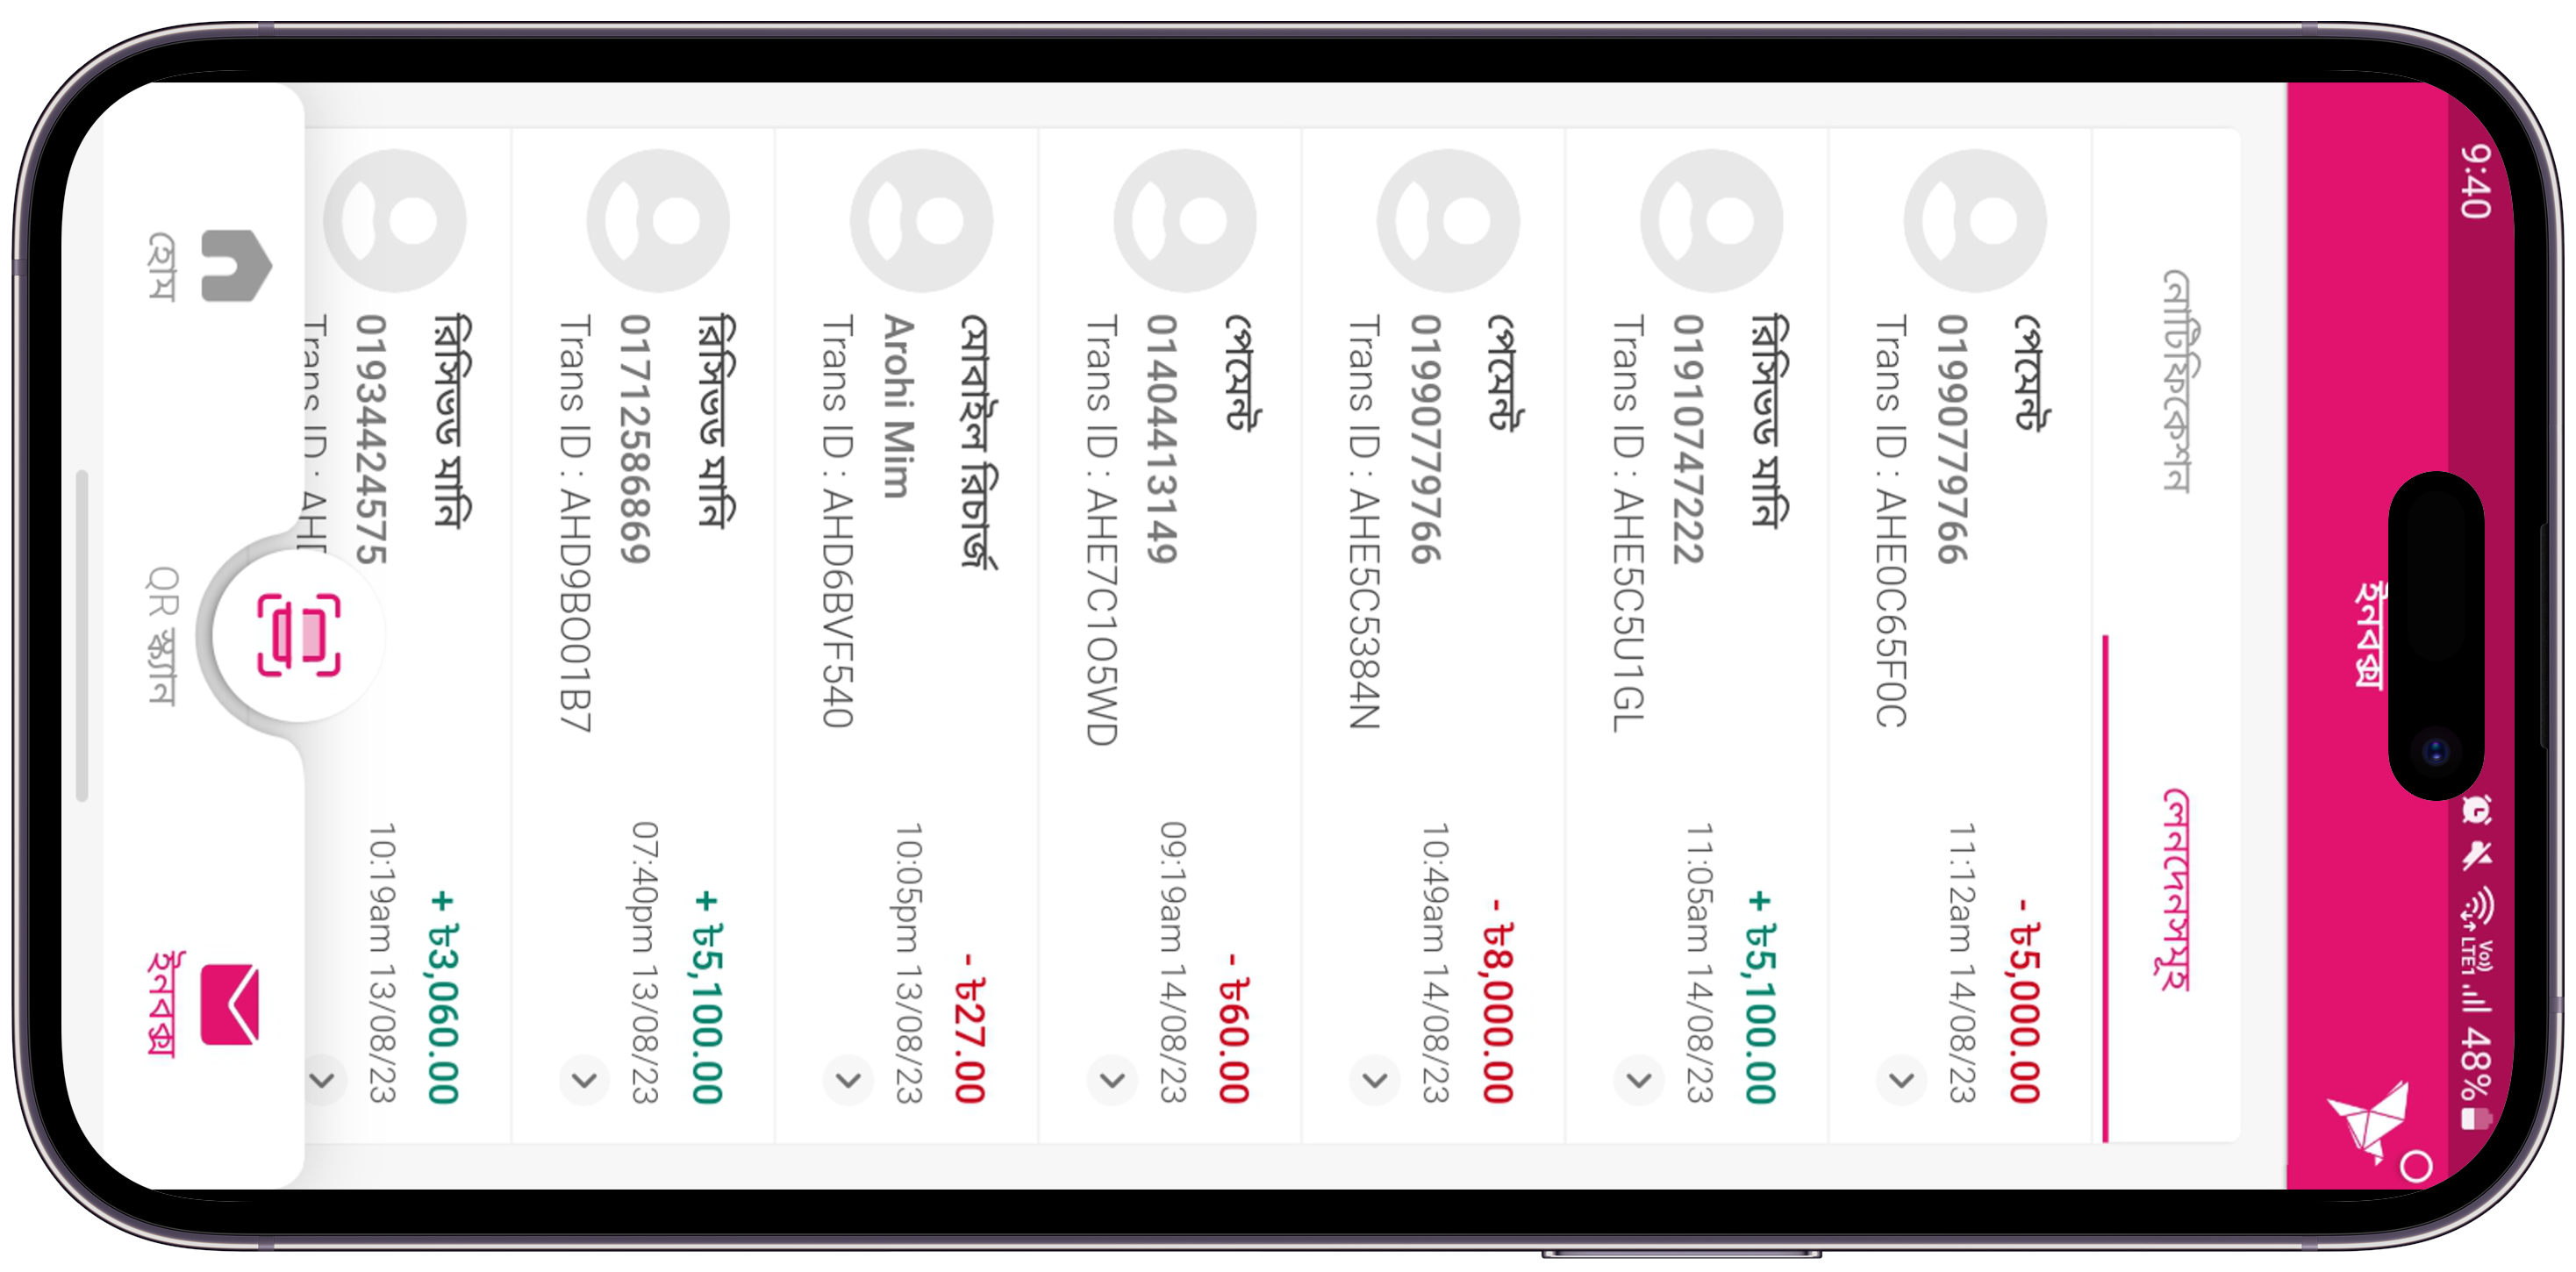 9:40
Vo)) LTE1 48%
ইনবক্স
নোটিফিকেশন লেনদেনসমূহ
পেমেন্ট
01990779766 - ৳5,000.00
Trans ID : AHE0C65F0C 11:12am 14/08/23
রিসিভড মানি
01910747222 + ৳5,100.00
Trans ID : AHE5C5U1GL 11:05am 14/08/23
পেমেন্ট
01990779766 - ৳8,000.00
Trans ID : AHE5C5384N 10:49am 14/08/23
পেমেন্ট
01404413149 - ৳60.00
Trans ID : AHE7C1O5WD 09:19am 14/08/23
মোবাইল রিচার্জ
Arohi Mim - ৳27.00
Trans ID : AHD6BVF540 10:05pm 13/08/23
রিসিভড মানি
01712586869 + ৳5,100.00
Trans ID : AHD9BO01B7 07:40pm 13/08/23
রিসিভড মানি
01934424575 + ৳3,060.00
Trans ID : AHD 10:19am 13/08/23
হোম QR স্ক্যান ইনবক্স